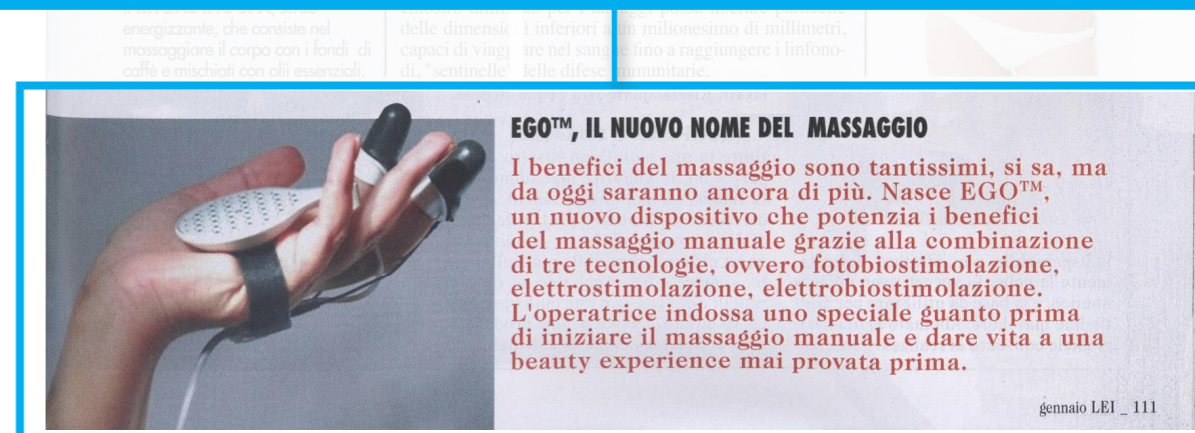 energizzante, che consiste nel
massaggiare il corpo con i fondi di
caffè e mischiati con olii essenziali.
delle dimensioni inferiori a un milionesimo di millimetri,
capaci di viaggiare nel sangue fino a raggiungere i linfono-
di, "sentinelle" delle difese immunitarie.
EGO™, IL NUOVO NOME DEL MASSAGGIO
I benefici del massaggio sono tantissimi, si sa, ma
da oggi saranno ancora di più. Nasce EGO™,
un nuovo dispositivo che potenzia i benefici
del massaggio manuale grazie alla combinazione
di tre tecnologie, ovvero fotobiostimolazione,
elettrostimolazione, elettrobiostimolazione.
L'operatrice indossa uno speciale guanto prima
di iniziare il massaggio manuale e dare vita a una
beauty experience mai provata prima.
gennaio LEI _ 111